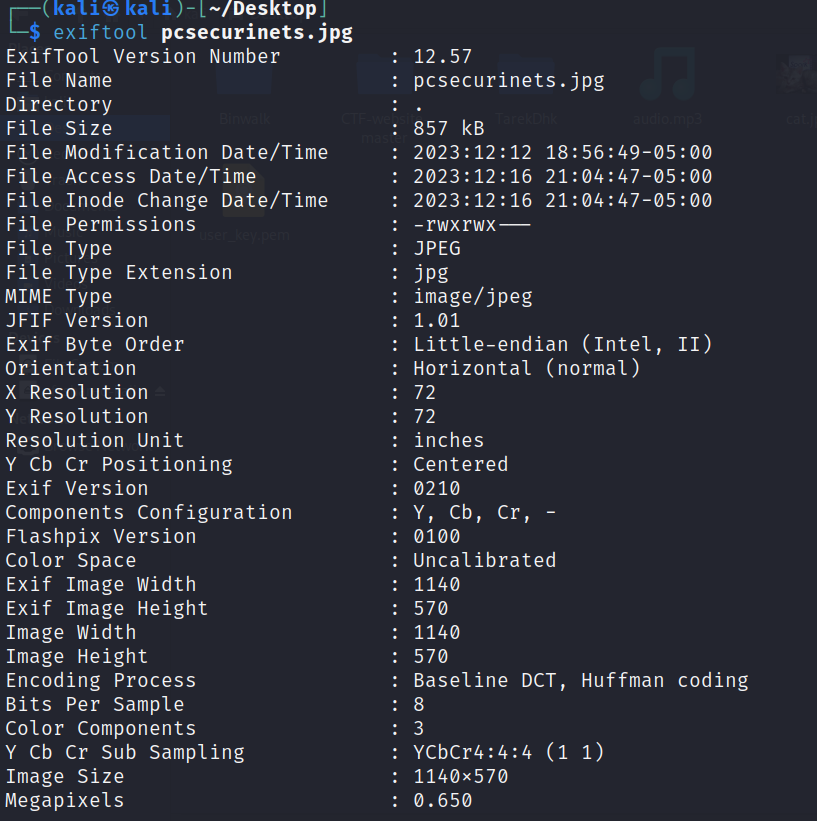 ┌──(kali㉿kali)-[~/Desktop]
└─$ exiftool pcsecurinets.jpg
ExifTool Version Number : 12.57
File Name : pcsecurinets.jpg
Directory : .
File Size : 857 kB
File Modification Date/Time : 2023:12:12 18:56:49-05:00
File Access Date/Time : 2023:12:16 21:04:47-05:00
File Inode Change Date/Time : 2023:12:16 21:04:47-05:00
File Permissions : -rwxrwx---
File Type : JPEG
File Type Extension : jpg
MIME Type : image/jpeg
JFIF Version : 1.01
Exif Byte Order : Little-endian (Intel, II)
Orientation : Horizontal (normal)
X Resolution : 72
Y Resolution : 72
Resolution Unit : inches
Y Cb Cr Positioning : Centered
Exif Version : 0210
Components Configuration : Y, Cb, Cr, -
Flashpix Version : 0100
Color Space : Uncalibrated
Exif Image Width : 1140
Exif Image Height : 570
Image Width : 1140
Image Height : 570
Encoding Process : Baseline DCT, Huffman coding
Bits Per Sample : 8
Color Components : 3
Y Cb Cr Sub Sampling : YCbCr4:4:4 (1 1)
Image Size : 1140×570
Megapixels : 0.650
Binwalk
audio.mp3
user_key.pem